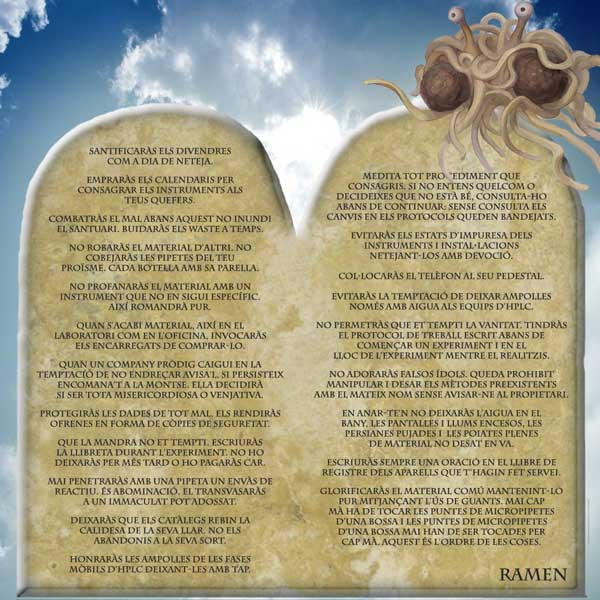 SANTIFICARÀS ELS DIVENDRES
COM A DIA DE NETEJA.
EMPRARÀS ELS CALENDARIS PER
CONSAGRAR ELS INSTRUMENTS ALS
TEUS QUEFERS.
COMBATRÀS EL MAL ABANS AQUEST NO INUNDI
EL SANTUARI. BUIDARÀS ELS WASTE A TEMPS.
NO ROBARÀS EL MATERIAL D'ALTRI. NO
COBEJARÀS LES PIPETES DEL TEU
PROÏSME. CADA BOTELLA AMB SA PARELLA.
NO PROFANARÀS EL MATERIAL AMB UN
INSTRUMENT QUE NO EN SIGUI ESPECÍFIC.
AIXÍ ROMANDRÀ PUR.
QUAN S'ACABI MATERIAL, AIXÍ EN EL
LABORATORI COM EN L'OFICINA, INVOCARÀS
ELS ENCARREGATS DE COMPRAR-LO.
QUAN UN COMPANY PRÒDIG CAIGUI EN LA
TEMPTACIÓ DE NO ENDREÇAR AVISA'L, SI PERSISTEIX
ENCOMANA'T A LA MONTSE. ELLA DECIDIRÀ
SI SER TOTA MISERICORDIOSA O VENJATIVA.
PROTEGIRÀS LES DADES DE TOT MAL. ELS RENDIRÀS
OFRENES EN FORMA DE CÒPIES DE SEGURETAT.
QUE LA MANDRA NO ET TEMPTI. ESCRIURÀS
LA LLIBRETA DURANT L'EXPERIMENT. NO HO
DEIXARÀS PER MÉS TARD O HO PAGARÀS CAR.
MAI PENETRARÀS AMB UNA PIPETA UN ENVÀS DE
REACTIU. ÉS ABOMINACIÓ. EL TRANSVASARÀS
A UN IMMACULAT POT ADOSSAT.
DEIXARÀS QUE ELS CATÀLEGS REBIN LA
CALIDESA DE LA SEVA LLAR. NO ELS
ABANDONIS A LA SEVA SORT.
HONRARÀS LES AMPOLLES DE LES FASES
MÒBILS D'HPLC DEIXANT-LES AMB TAP.
MEDITA TOT PROCEDIMENT QUE
CONSAGRIS. SI NO ENTENS QUELCOM O
DECIDEIXES QUE NO ESTÀ BÉ, CONSULTA-HO
ABANS DE CONTINUAR; SENSE CONSULTA ELS
CANVIS EN ELS PROTOCOLS QUEDEN BANDEJATS.
EVITARÀS ELS ESTATS D'IMPURESA DELS
INSTRUMENTS I INSTAL·LACIONS
NETEJANT-LOS AMB DEVOCIÓ.
COL·LOCARÀS EL TELÈFON AL SEU PEDESTAL.
EVITARÀS LA TEMPTACIÓ DE DEIXAR AMPOLLES
NOMÉS AMB AIGUA ALS EQUIPS D'HPLC.
NO PERMETRÀS QUE ET TEMPTI LA VANITAT. TINDRÀS
EL PROTOCOL DE TREBALL ESCRIT ABANS DE
COMENÇAR UN EXPERIMENT I EN EL
LLOC DE L'EXPERIMENT MENTRE EL REALITZIS.
NO ADORARÀS FALSOS ÍDOLS. QUEDA PROHIBIT
MANIPULAR I DESAR ELS MÈTODES PREEXISTENTS
AMB EL MATEIX NOM SENSE AVISAR-NE AL PROPIETARI.
EN ANAR-TE'N NO DEIXARÀS L'AIGUA EN EL
BANY, LES PANTALLES I LLUMS ENCESOS, LES
PERSIANES PUJADES I LES POIATES PLENES
DE MATERIAL NO DESAT EN VA.
ESCRIURÀS SEMPRE UNA ORACIÓ EN EL LLIBRE DE
REGISTRE DELS APARELLS QUE T'HAGIN FET SERVEI.
GLORIFICARÀS EL MATERIAL COMÚ MANTENINT-LO
PUR MITJANÇANT L'ÚS DE GUANTS. MAI CAP
MÀ HA DE TOCAR LES PUNTES DE MICROPIPETES
D'UNA BOSSA I LES PUNTES DE MICROPIPETES
D'UNA BOSSA MAI HAN DE SER TOCADES PER
CAP MÀ. AQUEST ÉS L'ORDRE DE LES COSES.
RAMEN